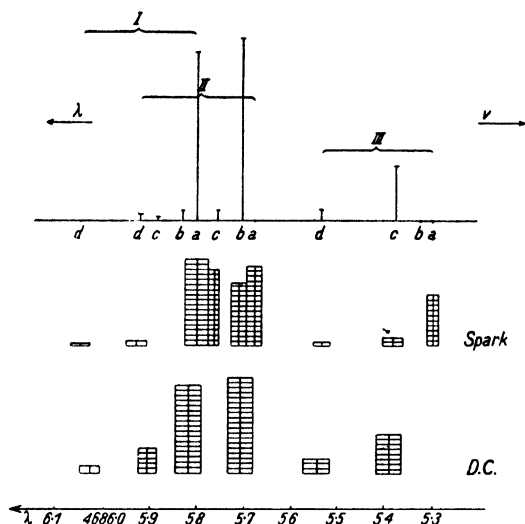 I
II
λ ν
III
d d c b a c b a d c b a
Spark
D.C.
λ 6·1 4686·0 5·9 5·8 5·7 5·6 5·5 5·4 5·3